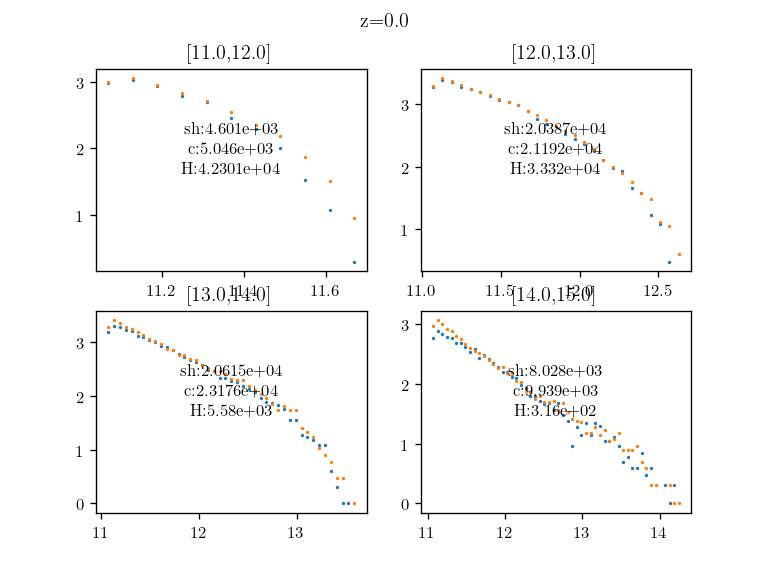 z=0.0
[11.0,12.0]
[12.0,13.0]
3
2
1
sh:4.601e+03
c:5.046e+03
H:4.2301e+04
11.2
11.4
11.6
3
2
1
sh:2.0387e+04
c:2.1192e+04
H:3.332e+04
11.0
11.5
12.0
12.5
[13.0,14.0]
[14.0,15.0]
3
2
1
0
sh:2.0615e+04
c:2.3176e+04
H:5.58e+03
11
12
13
3
2
1
0
sh:8.028e+03
c:9.939e+03
H:3.16e+02
11
12
13
14